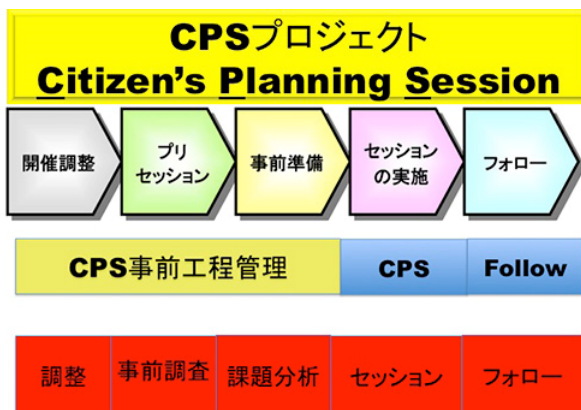 CPSプロジェクト
Citizen's Planning Session
開催調整
プリ
セッション
事前準備
セッション
の実施
フォロー
CPS事前工程管理
CPS
Follow
調整
事前調査
課題分析
セッション
フォロー